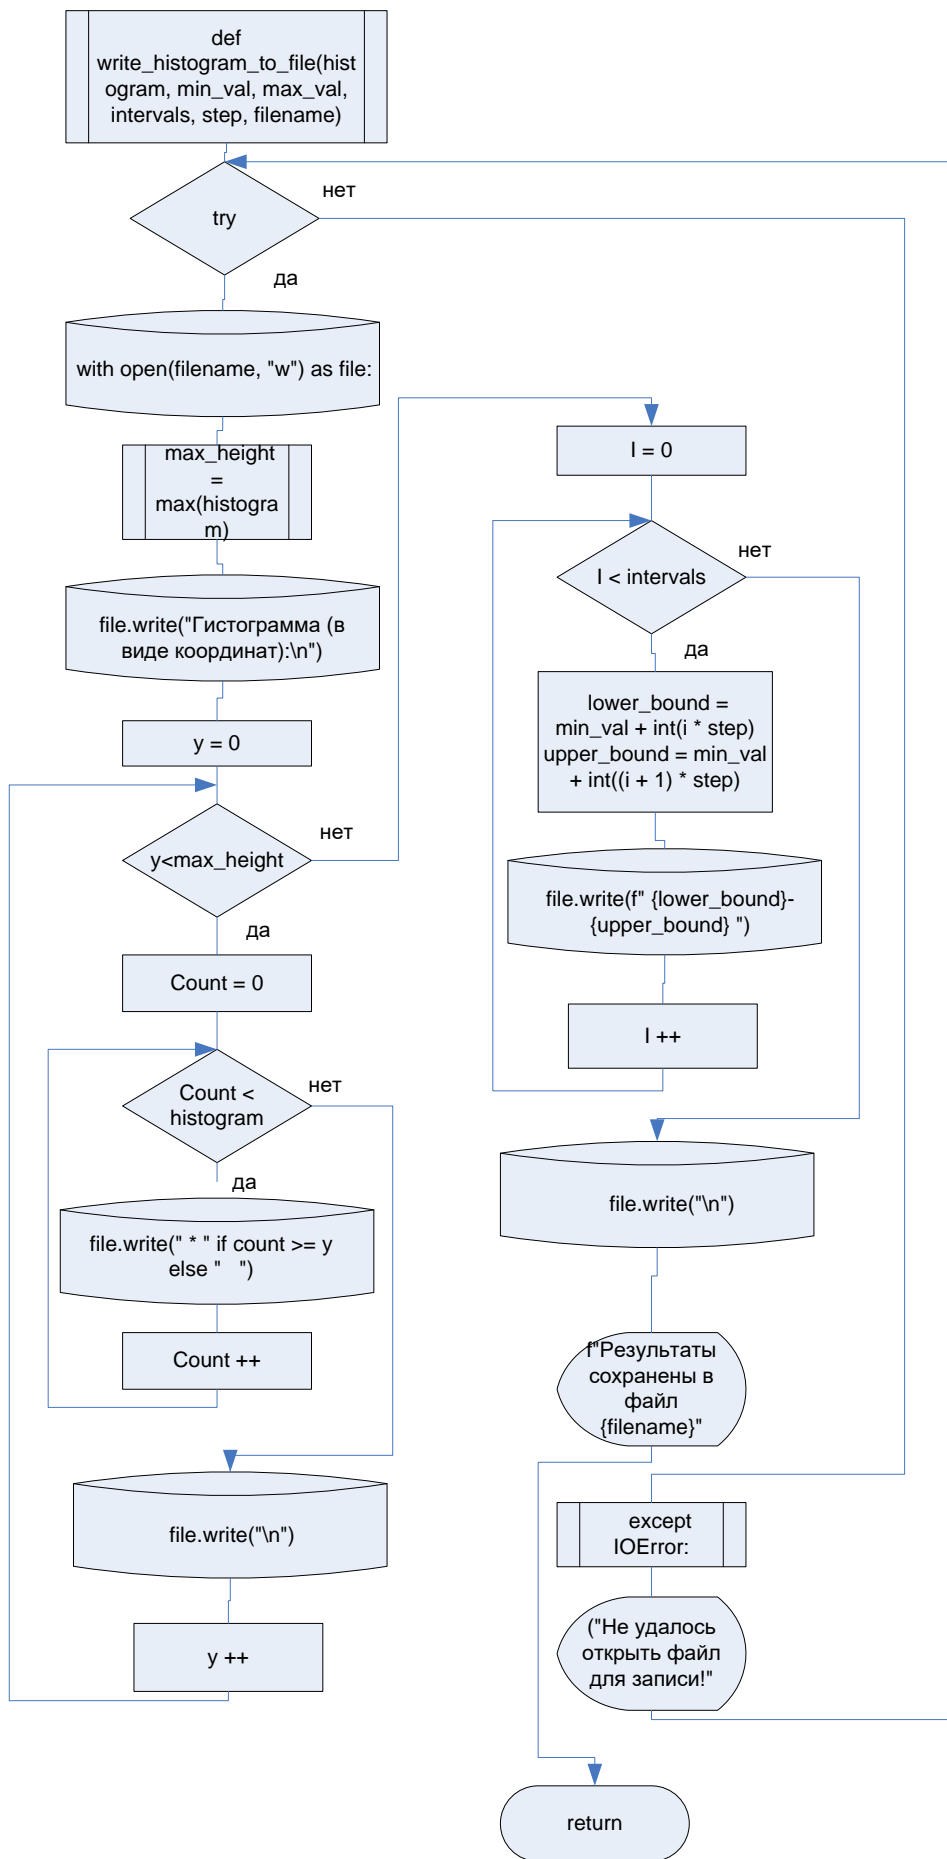 def
write_histogram_to_file(hist
ogram, min_val, max_val,
intervals, step, filename)
try
нет
да
with open(filename, "w") as file:
max_height
=
max(histogra
m)
file.write("Гистограмма (в
виде координат):\n")
y = 0
y<max_height
нет
да
Count = 0
Count <
histogram
нет
да
file.write(" * " if count >= y
else "   ")
Count ++
file.write("\n")
y ++
I = 0
I < intervals
нет
да
lower_bound =
min_val + int(i * step)
upper_bound = min_val
+ int((i + 1) * step)
file.write(f" {lower_bound}-
{upper_bound} ")
I ++
file.write("\n")
f"Результаты
сохранены в
файл
{filename}"
except
IOError:
("Не удалось
открыть файл
для записи!"
return